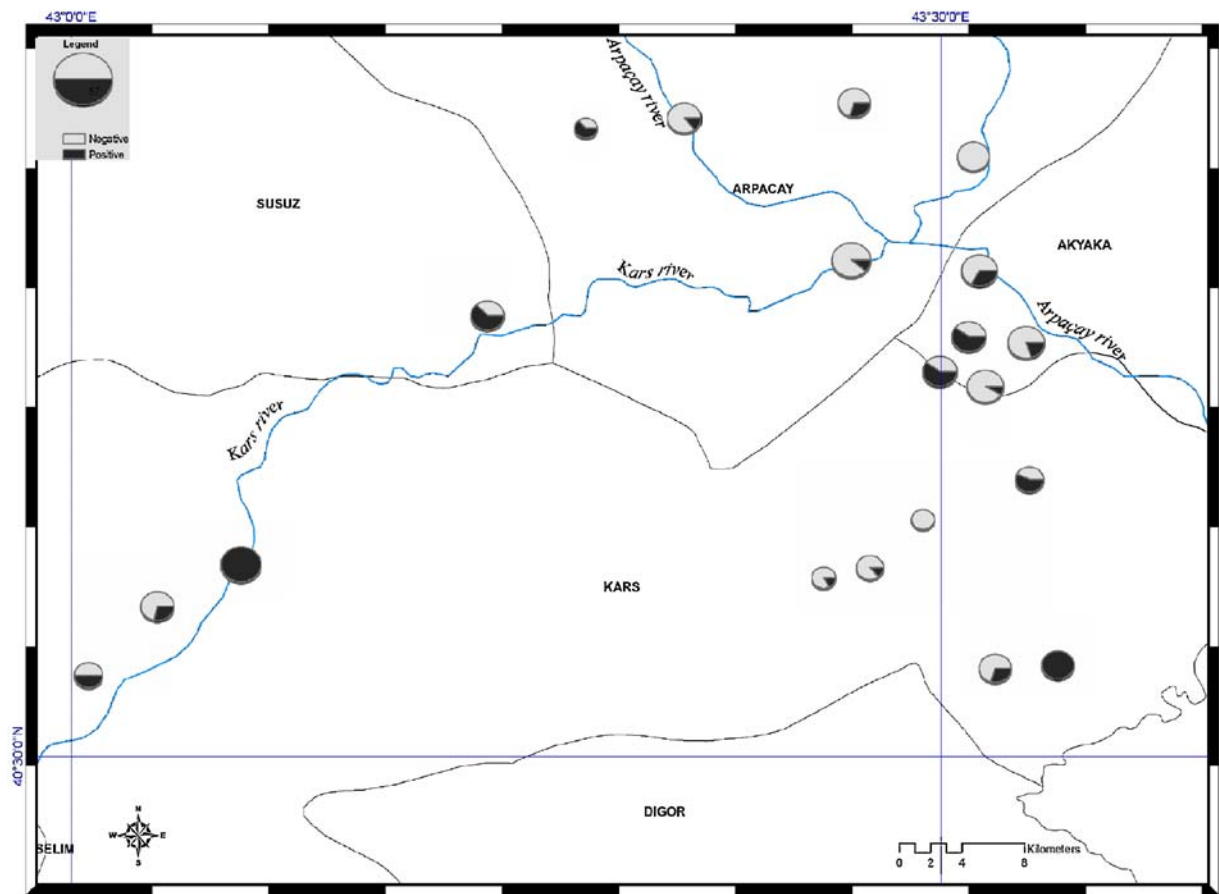 43°0'0"E
43°30'0"E
Legend
Negative
Positive
Arpaçay river
ARPACAY
SUSUZ
AKYAKA
Kars river
Arpaçay river
Kars river
KARS
40°30'0"N
DIGOR
SELIM
N
W E
S
Kilometers
0 2 4 8